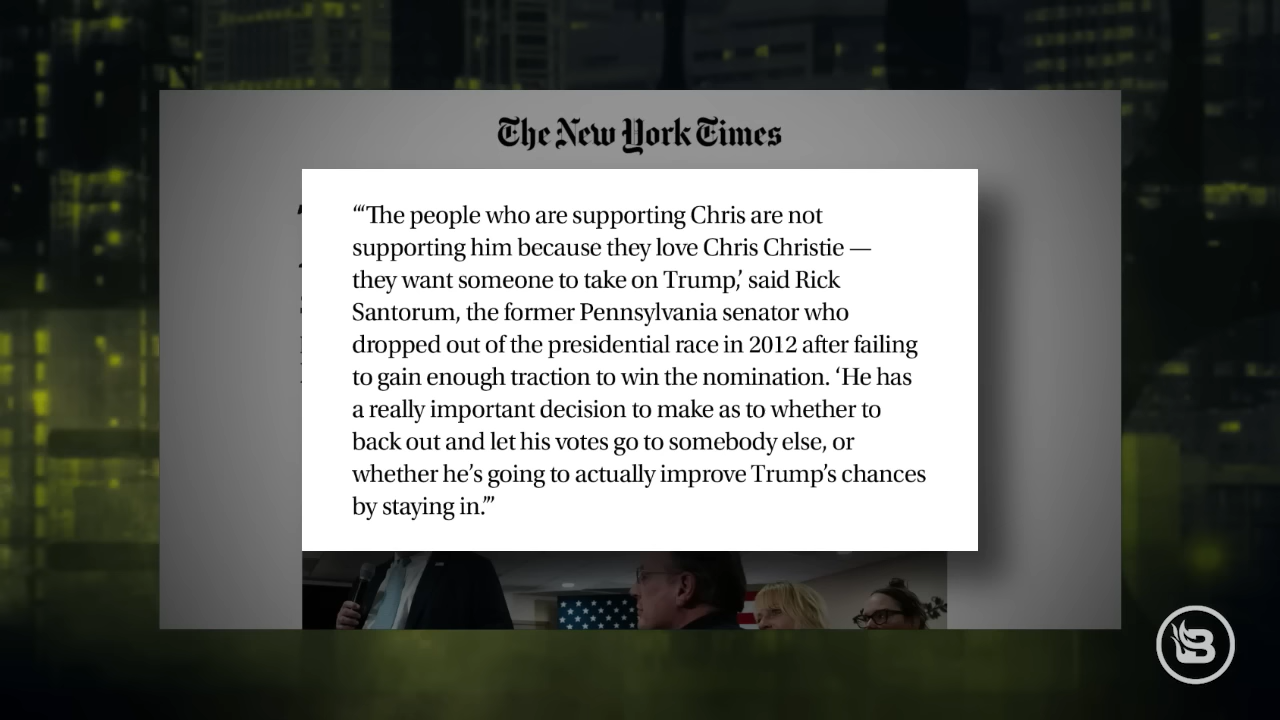 The New York Times
“‘The people who are supporting Chris are not
supporting him because they love Chris Christie —
they want someone to take on Trump,’ said Rick
Santorum, the former Pennsylvania senator who
dropped out of the presidential race in 2012 after failing
to gain enough traction to win the nomination. ‘He has
a really important decision to make as to whether to
back out and let his votes go to somebody else, or
whether he’s going to actually improve Trump’s chances
by staying in.’”
B